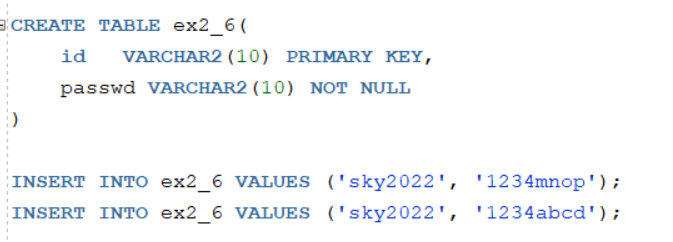 CREATE TABLE ex2_6(
id VARCHAR2(10) PRIMARY KEY,
passwd VARCHAR2(10) NOT NULL
)
INSERT INTO ex2_6 VALUES ('sky2022', '1234mnop');
INSERT INTO ex2_6 VALUES ('sky2022', '1234abcd');